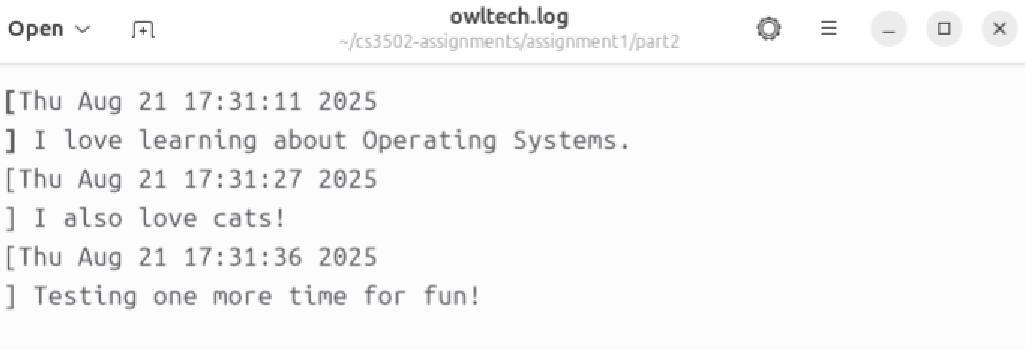 Open
owltech.log
~/cs3502-assignments/assignment1/part2
[Thu Aug 21 17:31:11 2025
] I love learning about Operating Systems.
[Thu Aug 21 17:31:27 2025
] I also love cats!
[Thu Aug 21 17:31:36 2025
] Testing one more time for fun!